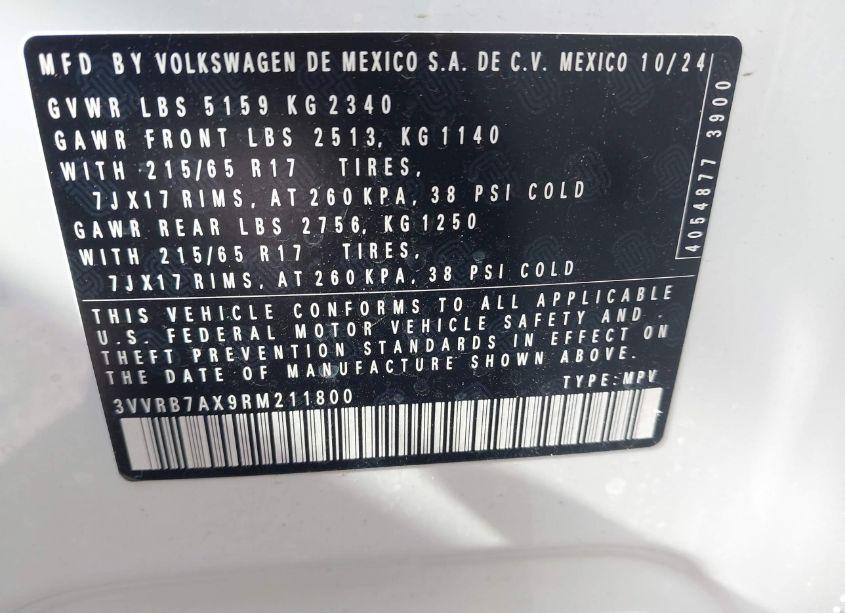 MFD BY VOLKSWAGEN DE MEXICO S.A. DE C.V. MEXICO 10/24
GVWR LBS 5159 KG 2340
GAWR FRONT LBS 2513, KG 1140
WITH 215/65 R17 TIRES,
7JX17 RIMS, AT 260 KPA, 38 PSI COLD
GAWR REAR LBS 2756, KG 1250
WITH 215/65 R17 TIRES,
7JX17 RIMS, AT 260 KPA, 38 PSI COLD
THIS VEHICLE CONFORMS TO ALL APPLICABLE
U.S. FEDERAL MOTOR VEHICLE SAFETY AND
THEFT PREVENTION STANDARDS IN EFFECT ON
THE DATE OF MANUFACTURE SHOWN ABOVE.
TYPE: MPV
3VVRB7AX9RM211800
4054877 3900